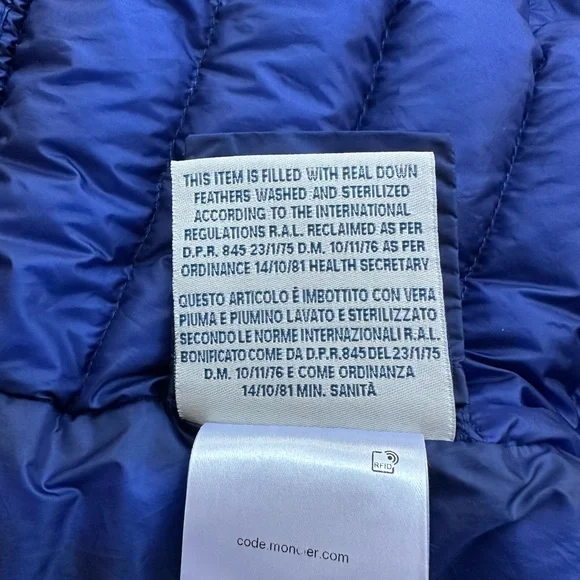 THIS ITEM IS FILLED WITH REAL DOWN
FEATHERS WASHED AND STERILIZED
ACCORDING TO THE INTERNATIONAL
REGULATIONS R.A.L. RECLAIMED AS PER
D.P.R. 845 23/1/75 D.M. 10/11/76 AS PER
ORDINANCE 14/10/81 HEALTH SECRETARY
QUESTO ARTICOLO È IMBOTTITO CON VERA
PIUMA E PIUMINO LAVATO E STERILIZZATO
SECONDO LE NORME INTERNAZIONALI R.A.L.
BONIFICATO COME DA D.P.R. 845 DEL 23/1/75
D.M. 10/11/76 E COME ORDINANZA
14/10/81 MIN. SANITÀ
RFID